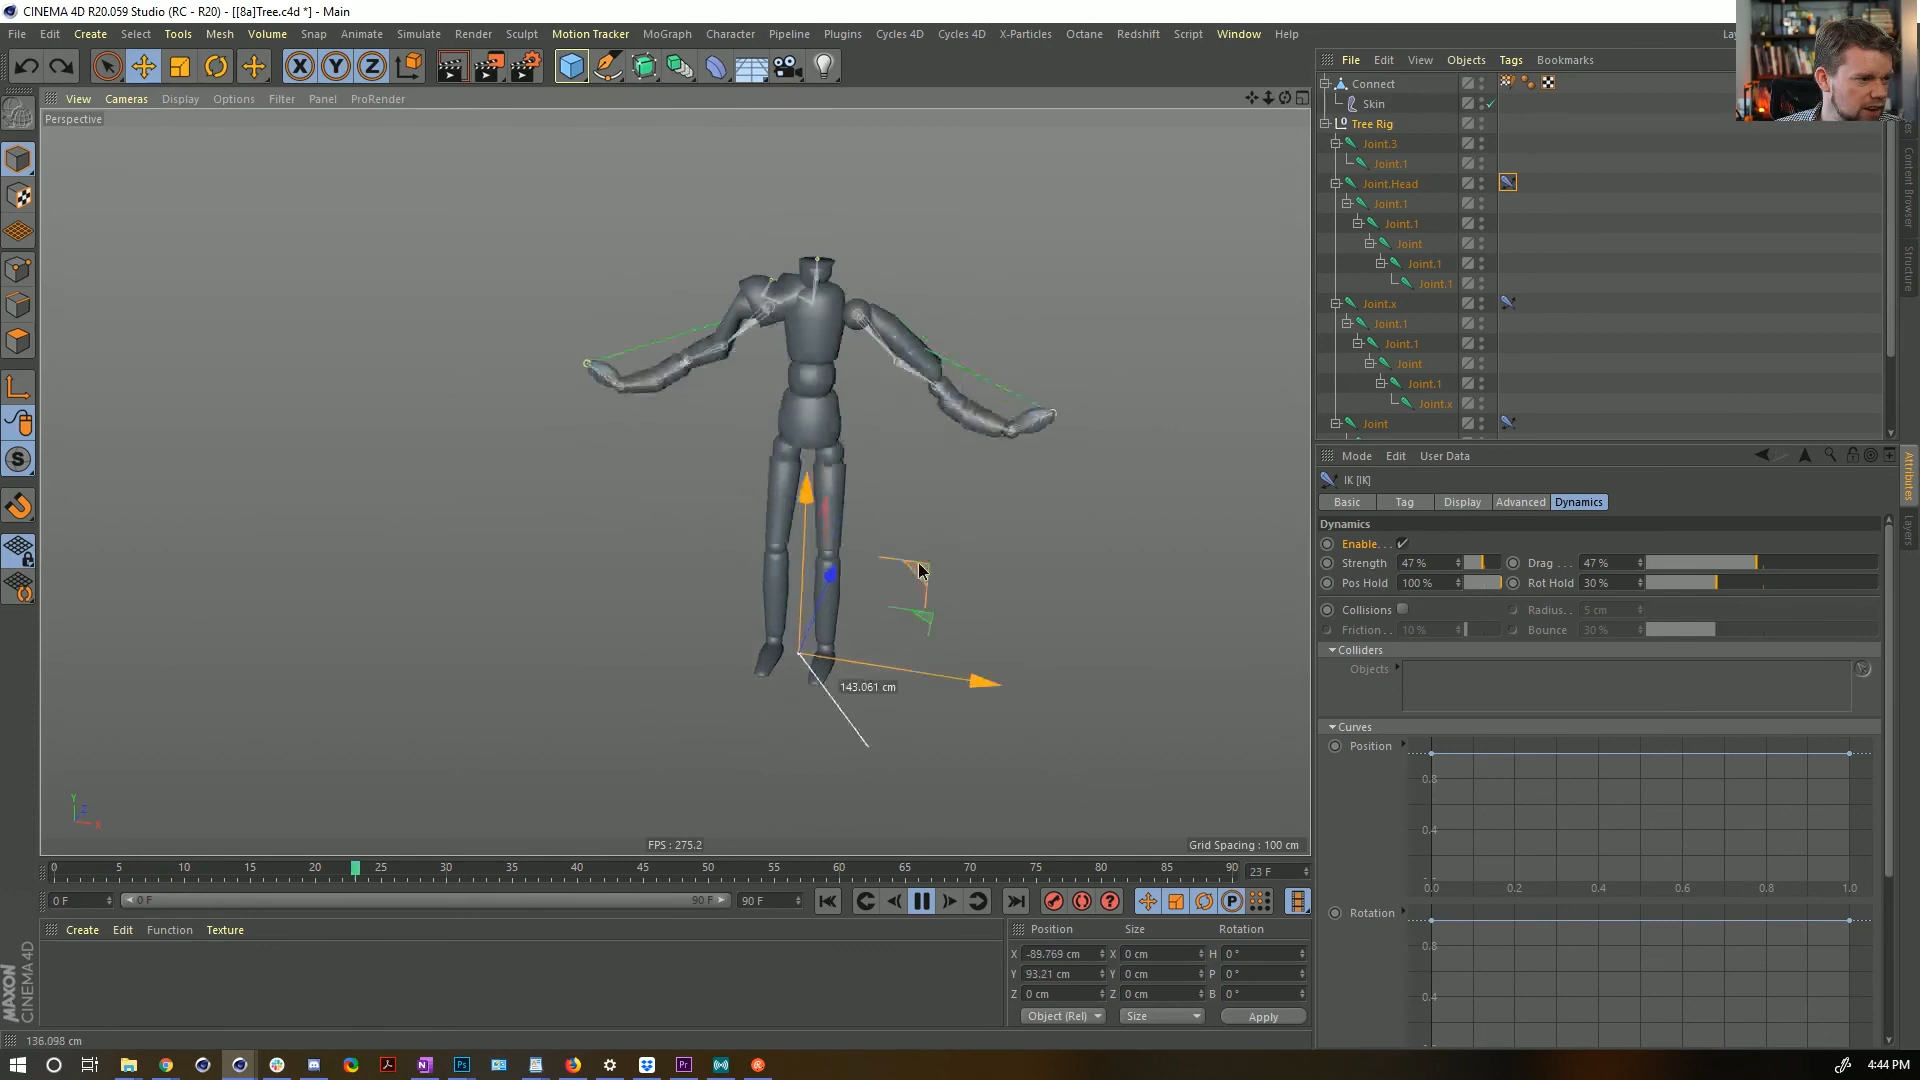 CINEMA 4D R20.059 Studio (RC - R20) - [[8a]Tree.c4d *] - Main
File Edit Create Select Tools Mesh Volume Snap Animate Simulate Render Sculpt Motion Tracker MoGraph Character Pipeline Plugins Cycles 4D Cycles 4D X-Particles Octane Redshift Script Window Help
File Edit View Objects Tags Bookmarks
View Cameras Display Options Filter Panel ProRender
Perspective
Connect
Skin
Tree Rig
Joint.3
Joint.1
Joint.Head
Joint.1
Joint.1
Joint
Joint.1
Joint.1
Joint.x
Joint.1
Joint.1
Joint
Joint.1
Joint.x
Joint
Content Browser
Structure
Mode Edit User Data
IK [IK]
Basic Tag Display Advanced Dynamics
Attributes
Layers
Dynamics
Enable. . .
Strength 47 % Drag . . . 47 %
Pos Hold 100 % Rot Hold 30 %
Collisions Radius. . 5 cm
Friction. . 10 % Bounce 30 %
Colliders
Objects
Curves
Position
0.8
0.4
0.0 0.2 0.4 0.6 0.8 1.0
Rotation
0.8
0.4
143.061 cm
Y Z X
FPS : 275.2
Grid Spacing : 100 cm
0 5 10 15 20 25 30 35 40 45 50 55 60 65 70 75 80 85 90 23 F
0 F 0 F 90 F 90 F
Create Edit Function Texture
Position Size Rotation
X -89.769 cm X 0 cm H 0 °
Y 93.21 cm Y 0 cm P 0 °
Z 0 cm Z 0 cm B 0 °
Object (Rel) Size Apply
MAXON CINEMA 4D
136.098 cm
4:44 PM